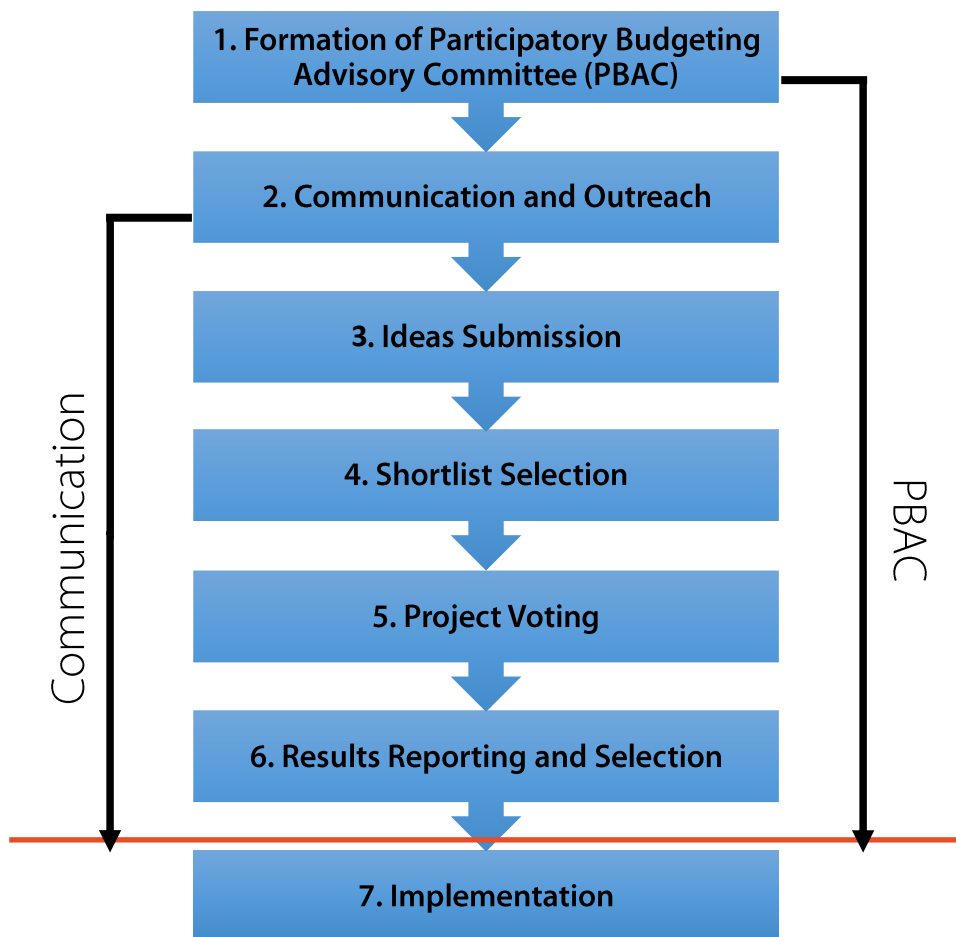 1. Formation of Participatory Budgeting
Advisory Committee (PBAC)
2. Communication and Outreach
3. Ideas Submission
4. Shortlist Selection
5. Project Voting
6. Results Reporting and Selection
7. Implementation
Communication
PBAC